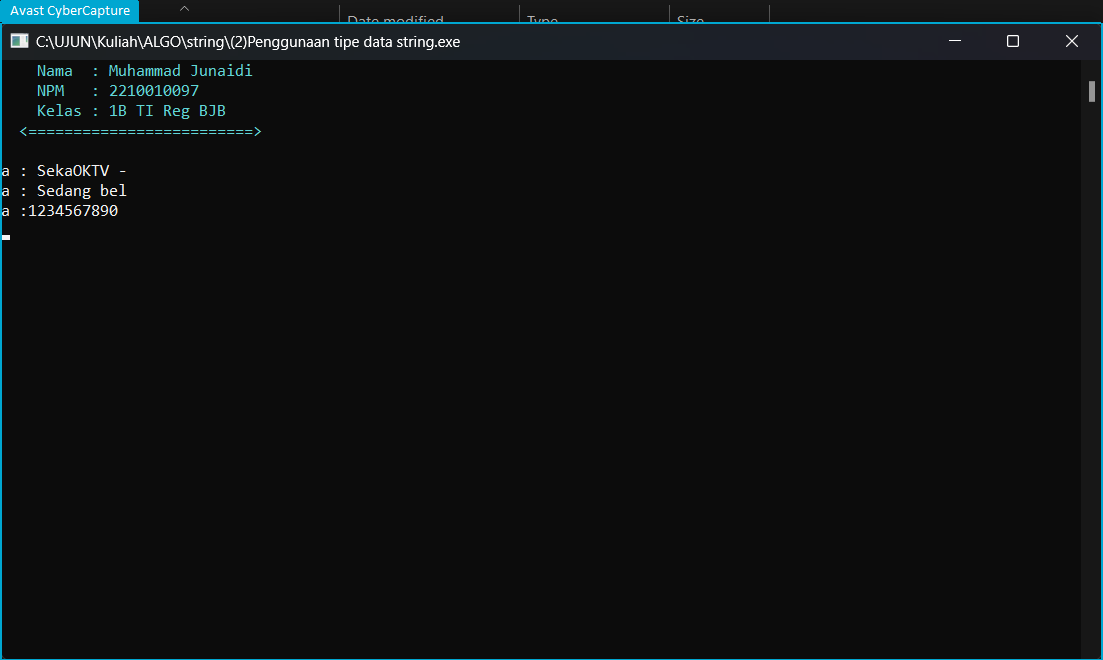 Avast CyberCapture
Date modified Type Size
C:\UJUN\Kuliah\ALGO\string\(2)Penggunaan tipe data string.exe
Nama : Muhammad Junaidi
NPM : 2210010097
Kelas : 1B TI Reg BJB
<=========================>
a : SekaOKTV -
a : Sedang bel
a :1234567890